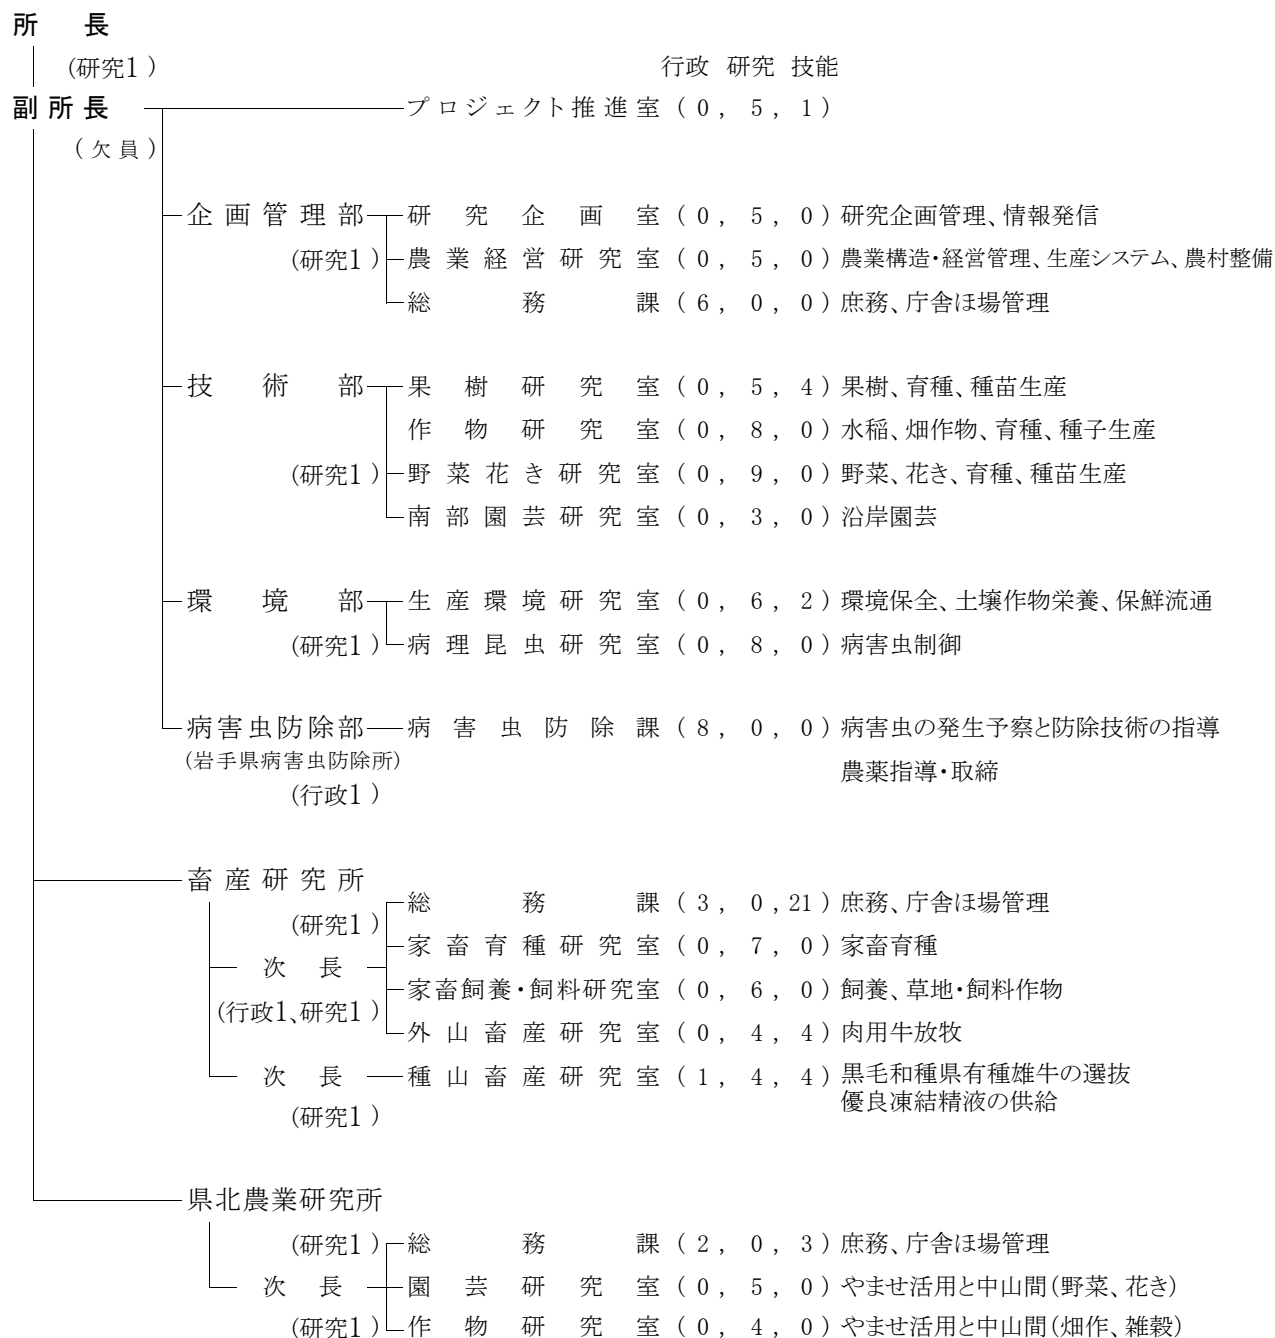 所長
(研究1)
行政 研究 技能
副所長 プロジェクト推進室(0, 5, 1)
(欠員)
企画管理部 研究企画室(0, 5, 0)研究企画管理、情報発信
(研究1) 農業経営研究室(0, 5, 0)農業構造・経営管理、生産システム、農村整備
総務課(6, 0, 0)庶務、庁舎ほ場管理
技術部 果樹研究室(0, 5, 4)果樹、育種、種苗生産
作物研究室(0, 8, 0)水稲、畑作物、育種、種子生産
(研究1) 野菜花き研究室(0, 9, 0)野菜、花き、育種、種苗生産
南部園芸研究室(0, 3, 0)沿岸園芸
環境部 生産環境研究室(0, 6, 2)環境保全、土壌作物栄養、保鮮流通
(研究1) 病理昆虫研究室(0, 8, 0)病害虫制御
病害虫防除部 病害虫防除課(8, 0, 0)病害虫の発生予察と防除技術の指導
(岩手県病害虫防除所)
農薬指導・取締
(行政1)
畜産研究所
総務課(3, 0,21)庶務、庁舎ほ場管理
(研究1)
家畜育種研究室(0, 7, 0)家畜育種
次長
家畜飼養・飼料研究室(0, 6, 0)飼養、草地・飼料作物
(行政1、研究1)
外山畜産研究室(0, 4, 4)肉用牛放牧
次長 種山畜産研究室(1, 4, 4)黒毛和種県有種雄牛の選抜
優良凍結精液の供給
(研究1)
県北農業研究所
(研究1) 総務課(2, 0, 3)庶務、庁舎ほ場管理
次長 園芸研究室(0, 5, 0)やませ活用と中山間(野菜、花き)
(研究1) 作物研究室(0, 4, 0)やませ活用と中山間(畑作、雑穀)